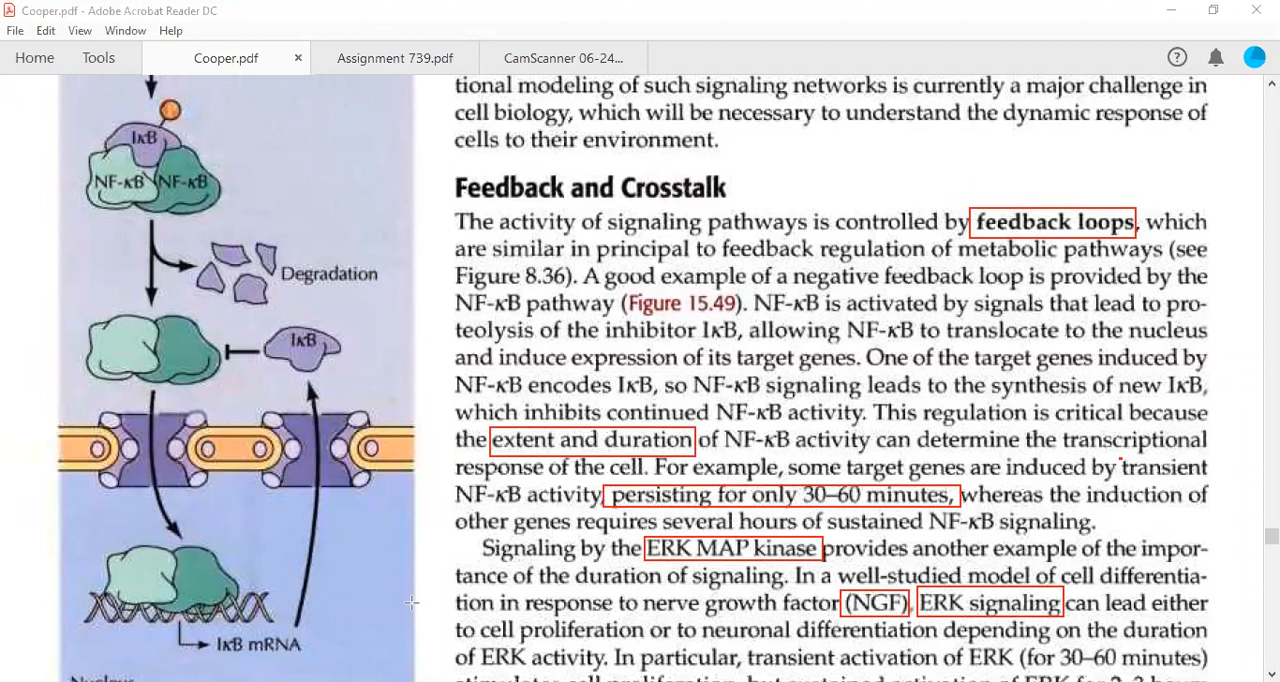 Cooper.pdf - Adobe Acrobat Reader DC
File Edit View Window Help
Home Tools Cooper.pdf × Assignment 739.pdf CamScanner 06-24...
IκB
NF-κB NF-κB
Degradation
IκB
IκB mRNA
Nucleus
tional modeling of such signaling networks is currently a major challenge in
cell biology, which will be necessary to understand the dynamic response of
cells to their environment.
Feedback and Crosstalk
The activity of signaling pathways is controlled by feedback loops, which
are similar in principal to feedback regulation of metabolic pathways (see
Figure 8.36). A good example of a negative feedback loop is provided by the
NF-κB pathway (Figure 15.49). NF-κB is activated by signals that lead to pro-
teolysis of the inhibitor IκB, allowing NF-κB to translocate to the nucleus
and induce expression of its target genes. One of the target genes induced by
NF-κB encodes IκB, so NF-κB signaling leads to the synthesis of new IκB,
which inhibits continued NF-κB activity. This regulation is critical because
the extent and duration of NF-κB activity can determine the transcriptional
response of the cell. For example, some target genes are induced by transient
NF-κB activity, persisting for only 30–60 minutes, whereas the induction of
other genes requires several hours of sustained NF-κB signaling.
Signaling by the ERK MAP kinase provides another example of the impor-
tance of the duration of signaling. In a well-studied model of cell differentia-
tion in response to nerve growth factor (NGF), ERK signaling can lead either
to cell proliferation or to neuronal differentiation depending on the duration
of ERK activity. In particular, transient activation of ERK (for 30–60 minutes)